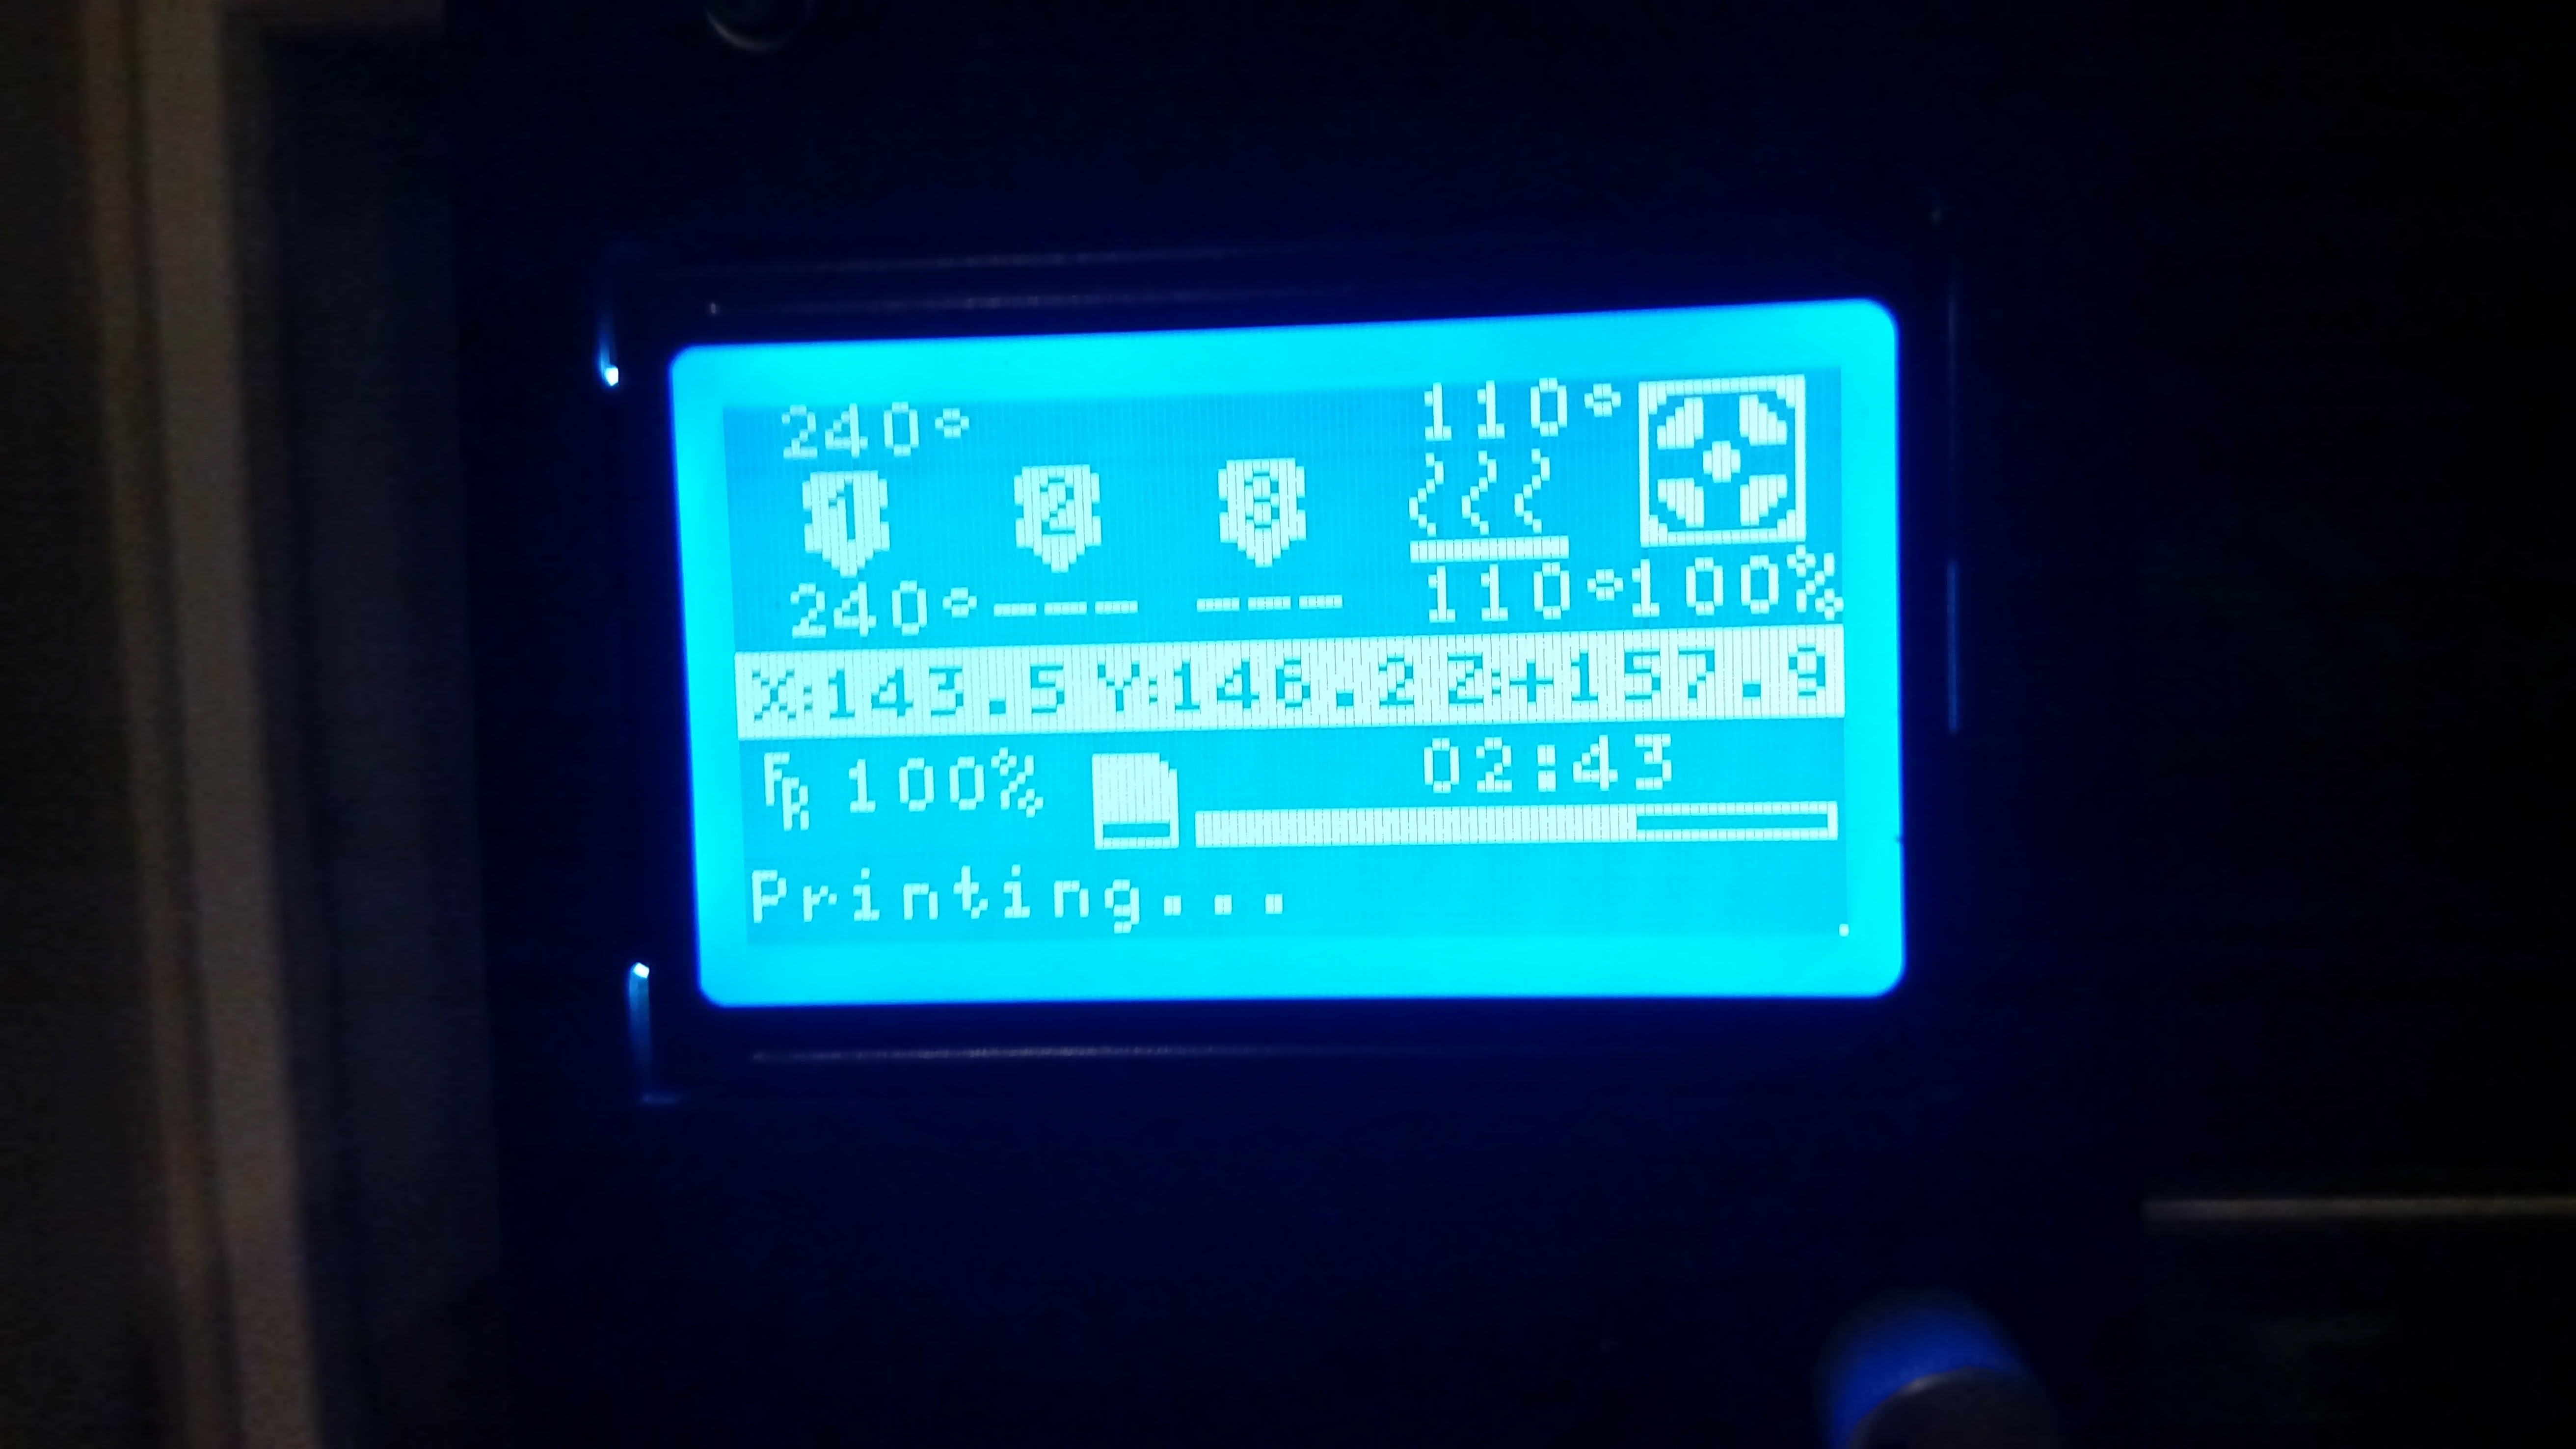 240° 110°
1 2 3
240° --- --- 110° 100%
X:143.5 Y:146.2 Z:+157.9
FR 100% 02:43
Printing...